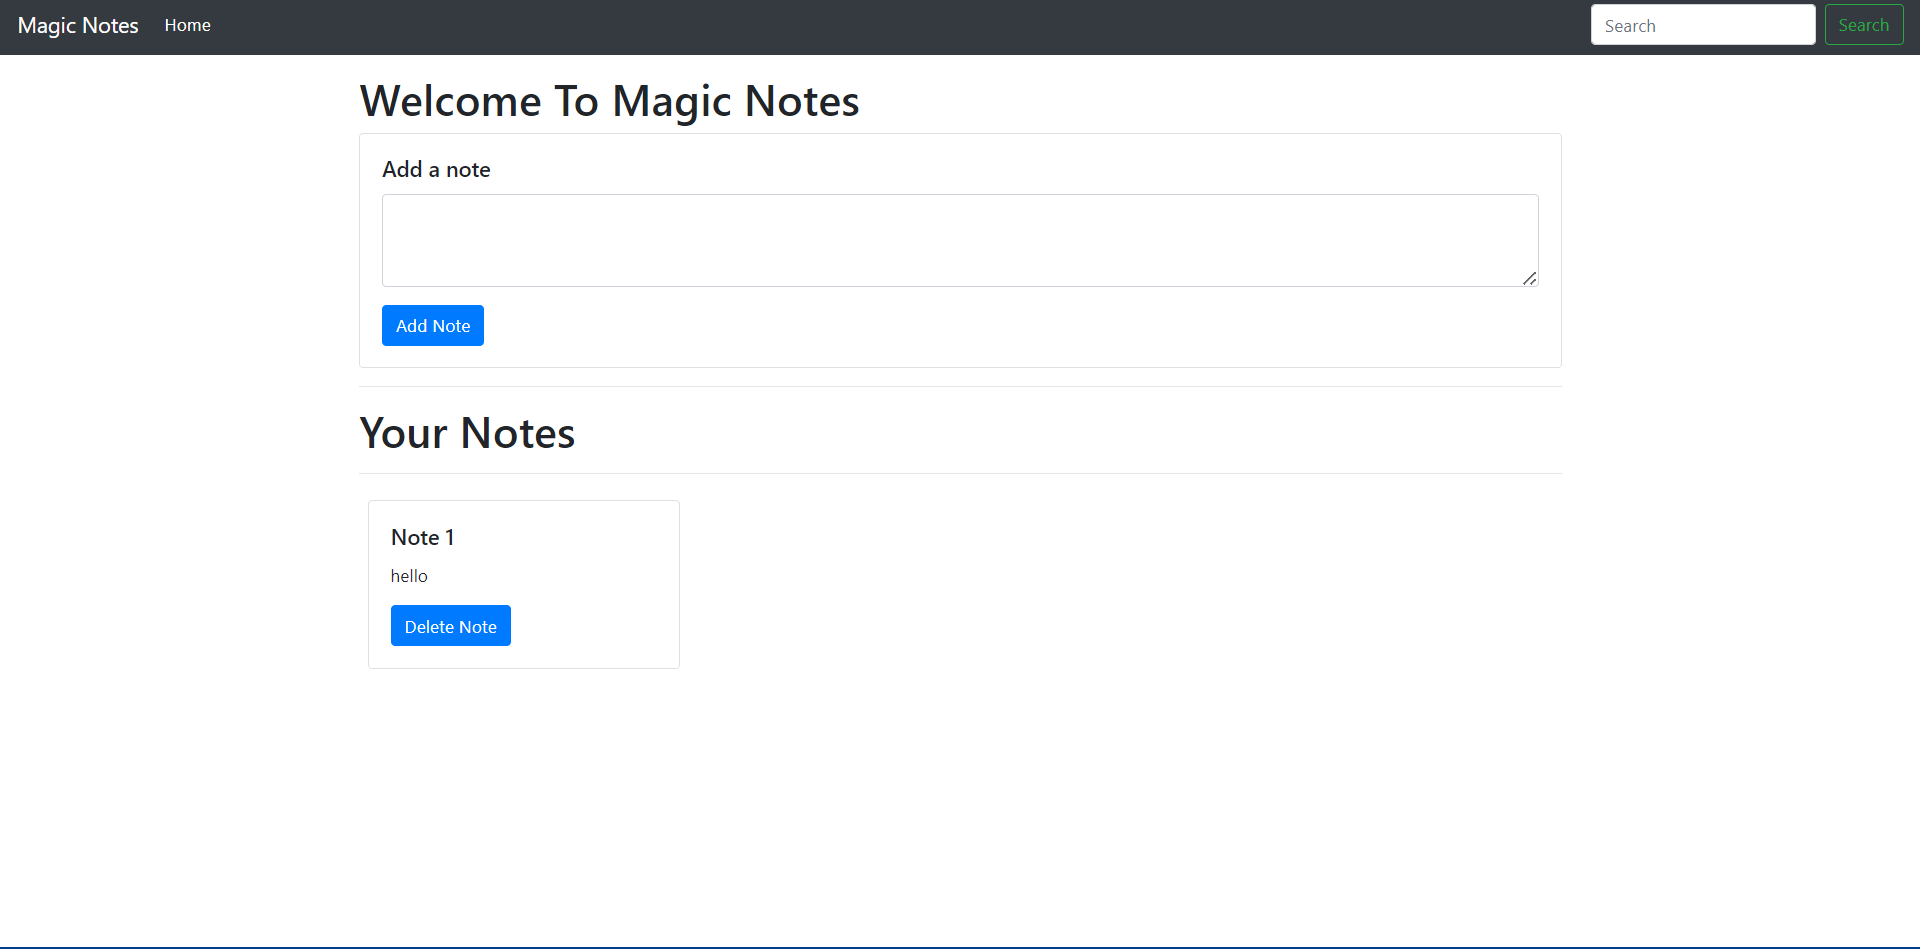 Magic Notes Home Search Search
Welcome To Magic Notes
Add a note
Add Note
Your Notes
Note 1
hello
Delete Note